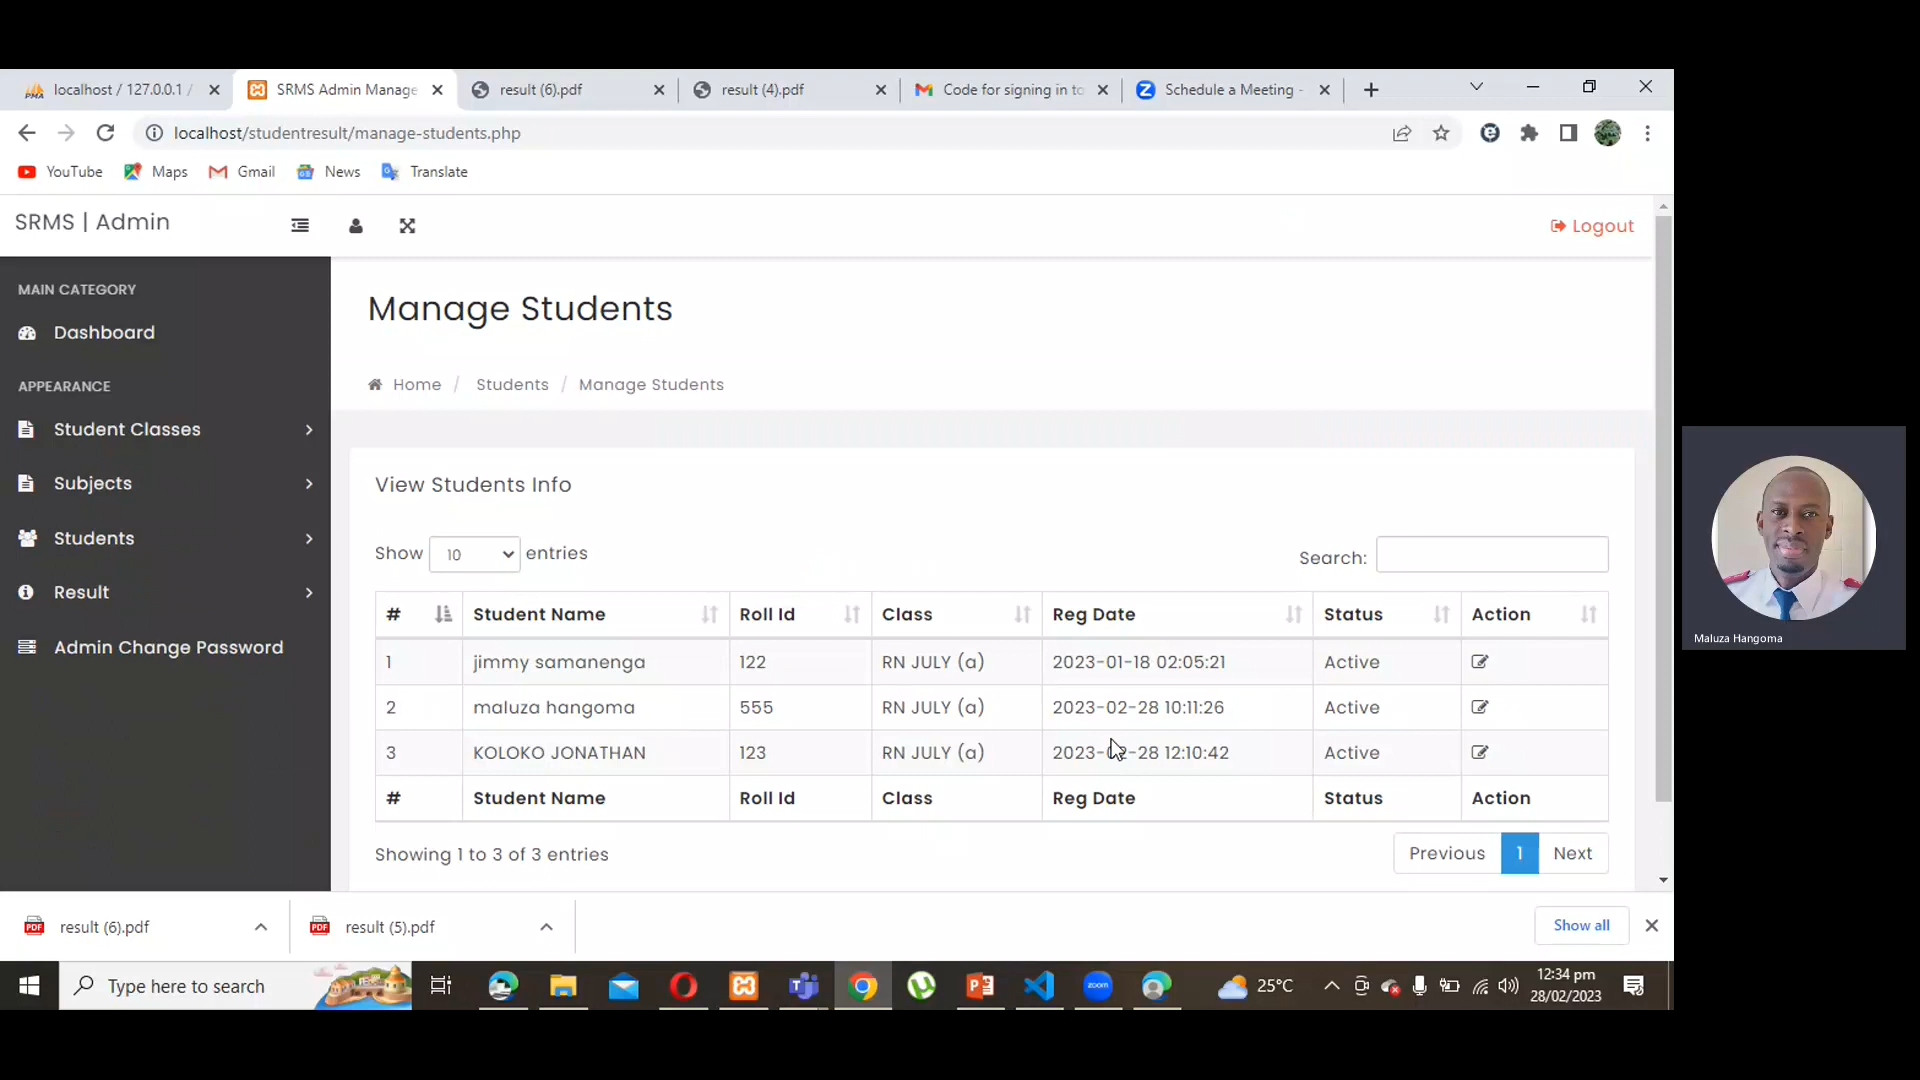 localhost / 127.0.0.1 /
SRMS Admin Manage
result (6).pdf
result (4).pdf
Code for signing in to
Schedule a Meeting -
localhost/studentresult/manage-students.php
YouTube
Maps
Gmail
News
Translate
SRMS | Admin
Logout
MAIN CATEGORY
Dashboard
APPEARANCE
Student Classes
Subjects
Students
Result
Admin Change Password
Manage Students
Home / Students / Manage Students
View Students Info
Show 10 entries
Search:
# Student Name Roll Id Class Reg Date Status Action
1 jimmy samanenga 122 RN JULY (a) 2023-01-18 02:05:21 Active
2 maluza hangoma 555 RN JULY (a) 2023-02-28 10:11:26 Active
3 KOLOKO JONATHAN 123 RN JULY (a) 2023-02-28 12:10:42 Active
# Student Name Roll Id Class Reg Date Status Action
Showing 1 to 3 of 3 entries
Previous 1 Next
Maluza Hangoma
result (6).pdf
result (5).pdf
Show all
Type here to search
zoom
25°C
12:34 pm
28/02/2023